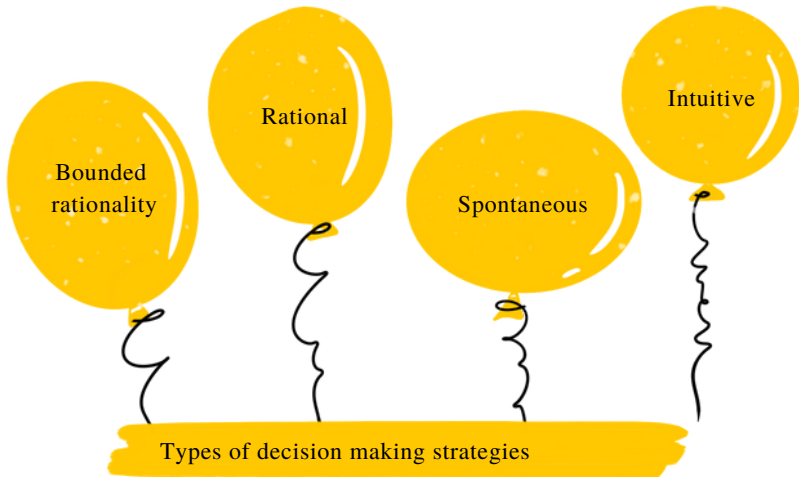 Bounded
rationality
Rational
Spontaneous
Intuitive
Types of decision making strategies